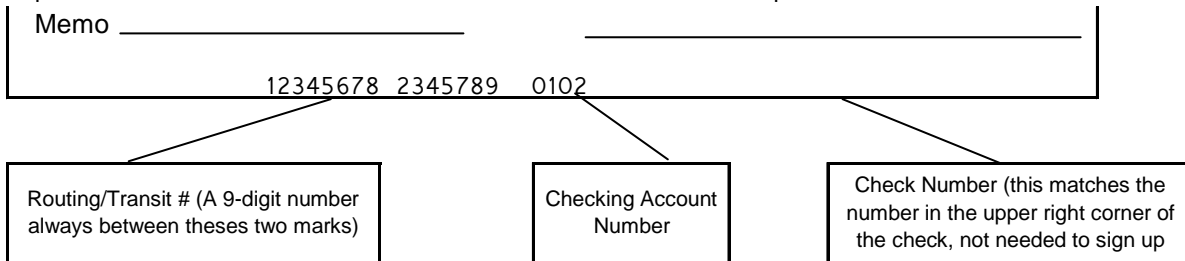 Memo
12345678 2345789 0102
Routing/Transit # (A 9-digit number
always between theses two marks)
Checking Account
Number
Check Number (this matches the
number in the upper right corner of
the check, not needed to sign up